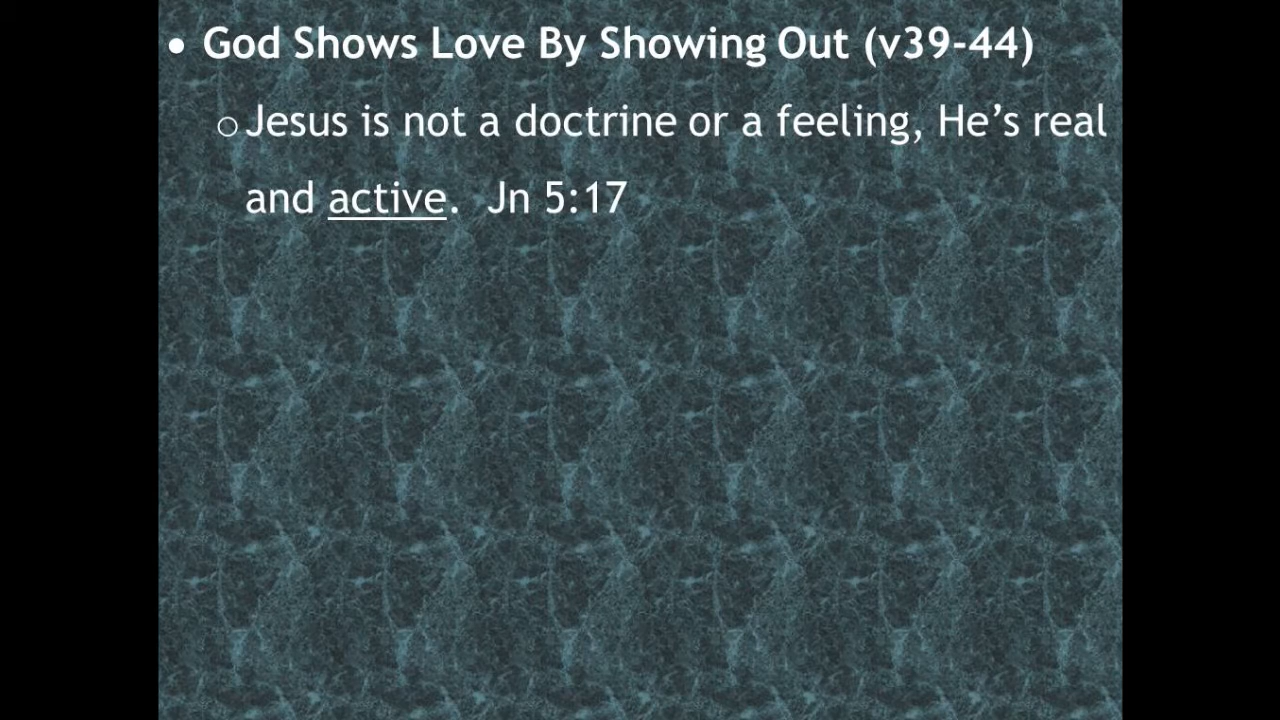 • God Shows Love By Showing Out (v39-44)
○ Jesus is not a doctrine or a feeling, He’s real
and active.  Jn 5:17